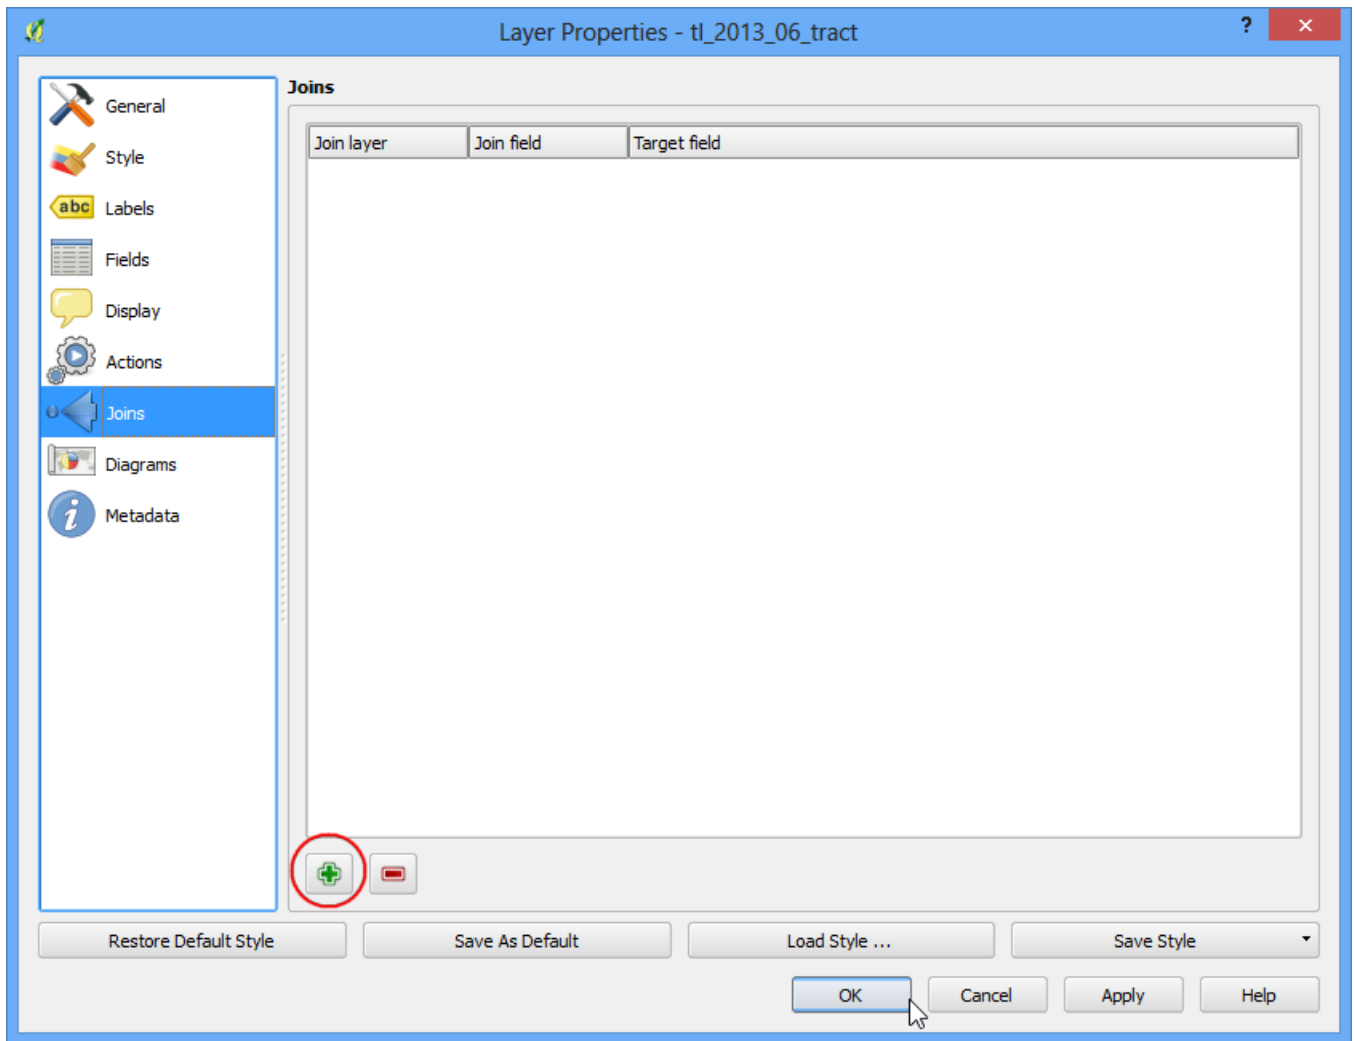 Layer Properties - tl_2013_06_tract
?
General
Style
abc Labels
Fields
Display
Actions
Joins
Diagrams
i Metadata
Joins
Join layer Join field Target field
Restore Default Style Save As Default Load Style ... Save Style
OK Cancel Apply Help